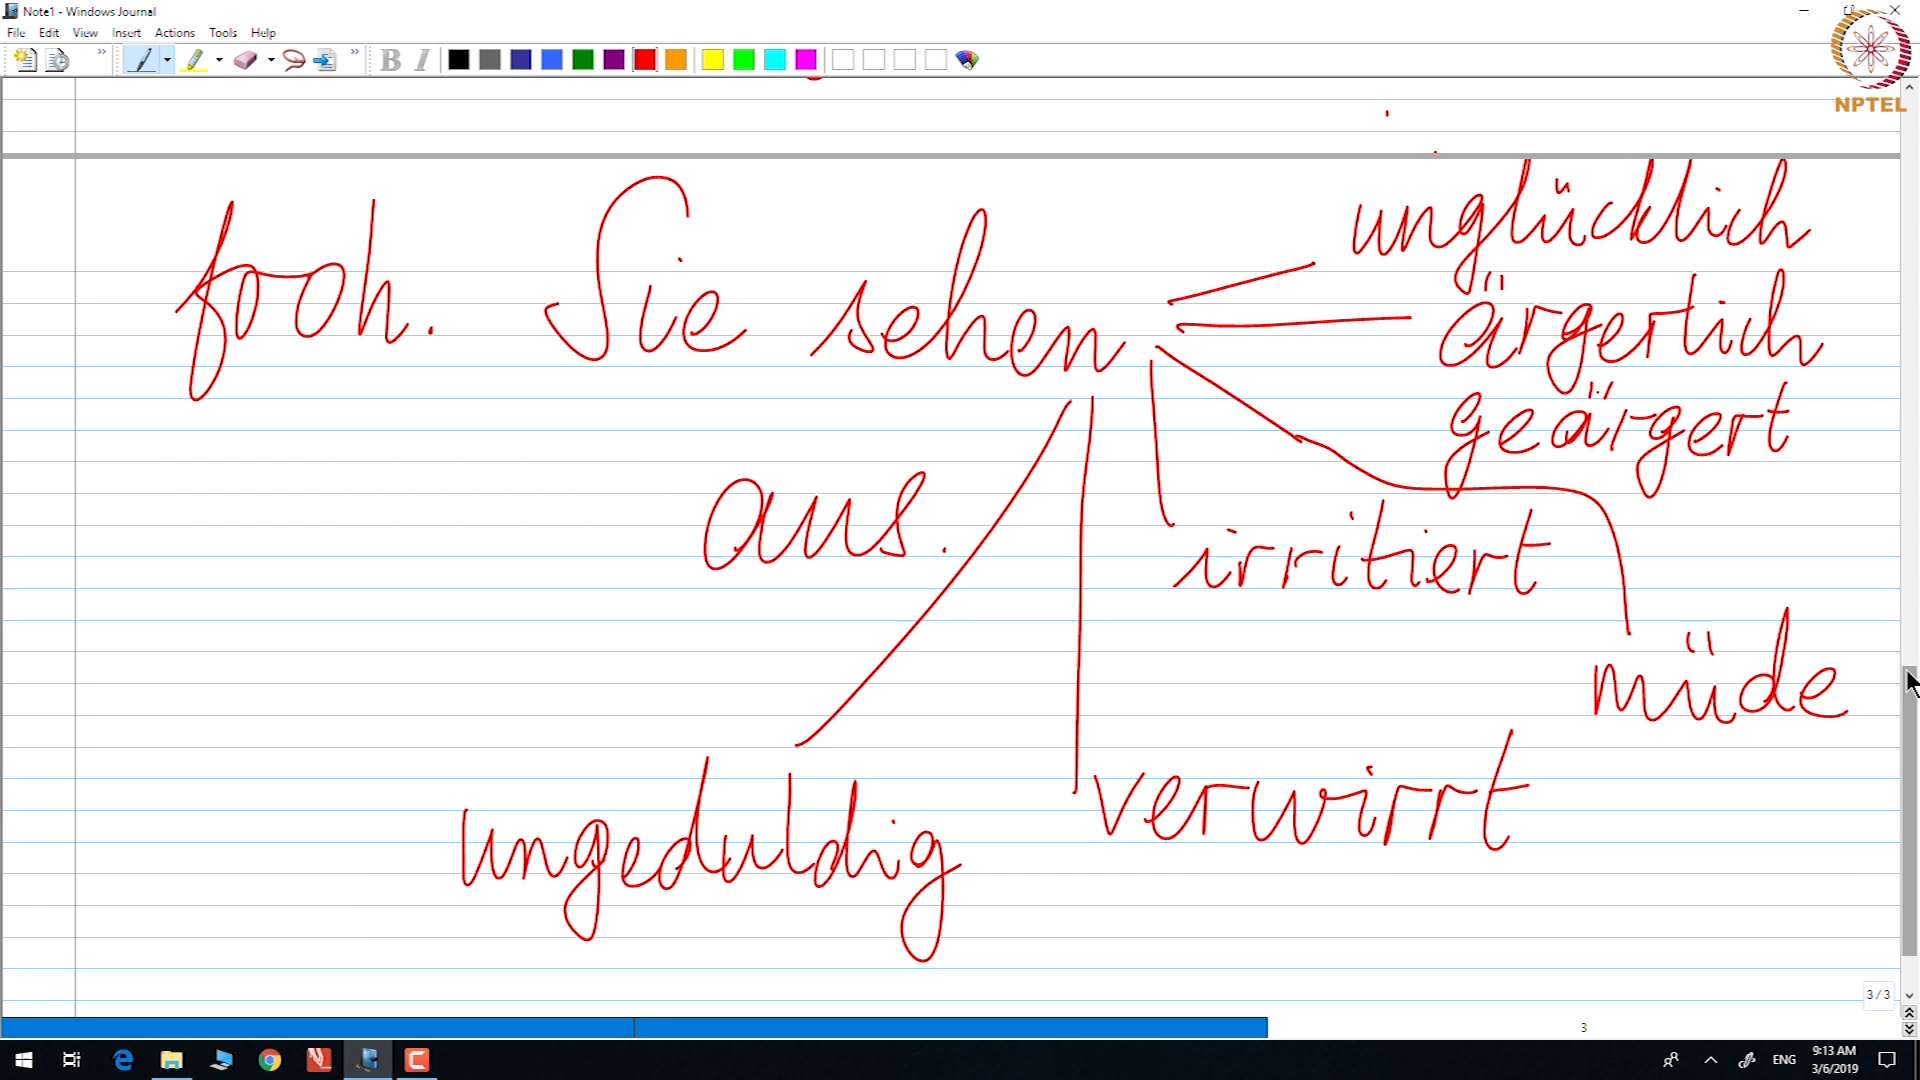 Note1 - Windows Journal
File Edit View Insert Actions Tools Help
B I
NPTEL
froh. Sie sehen
unglücklich
ärgerlich
geärgert
aus.
irritiert
müde
verwirrt
ungeduldig
3 / 3
3
ENG
9:13 AM
3/6/2019